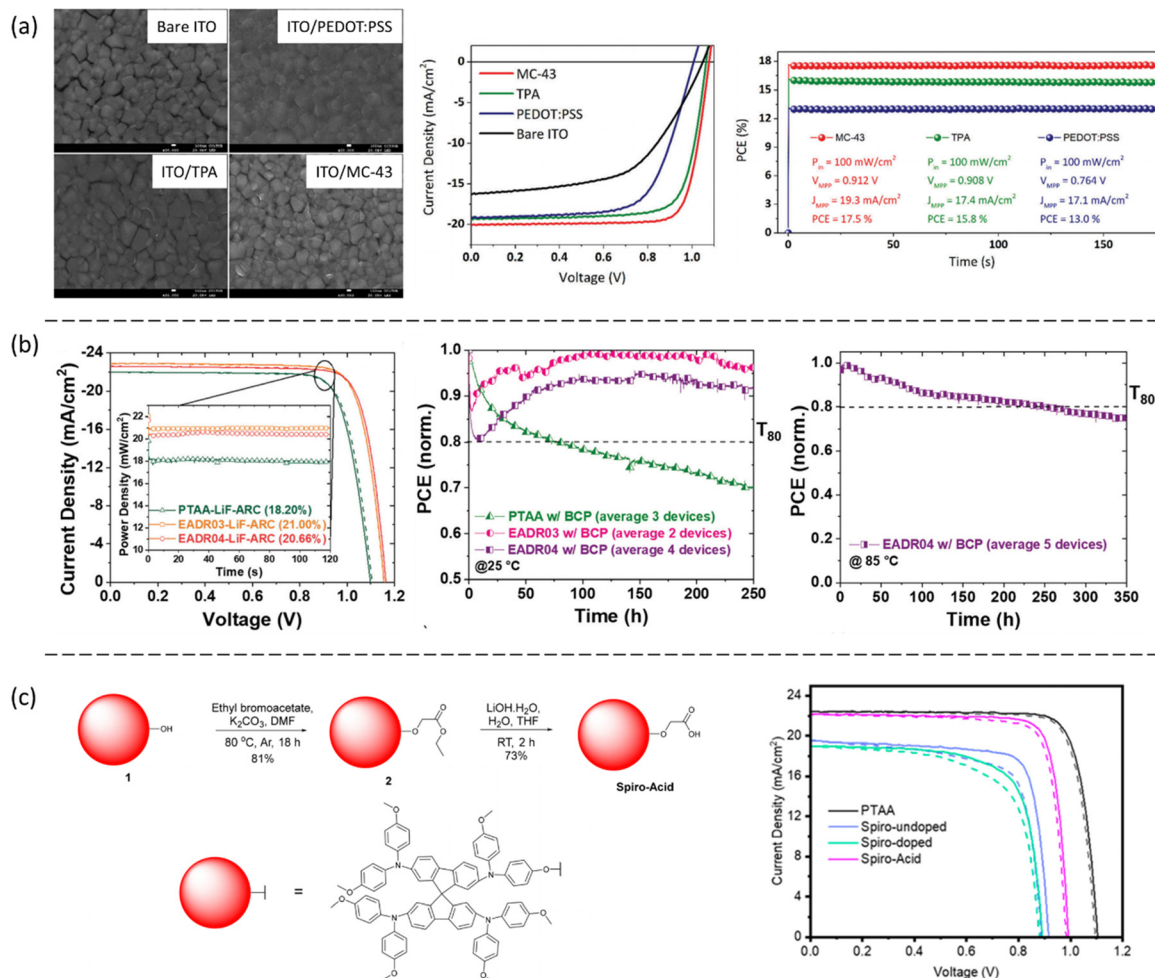 (a)
Bare ITO
ITO/PEDOT:PSS
ITO/TPA
ITO/MC-43
Current Density (mA/cm²)
0
-5
-10
-15
-20
MC-43
TPA
PEDOT:PSS
Bare ITO
0.0 0.2 0.4 0.6 0.8 1.0
Voltage (V)
PCE (%)
18
15
12
9
6
3
0
MC-43 TPA PEDOT:PSS
P_in = 100 mW/cm² P_in = 100 mW/cm² P_in = 100 mW/cm²
V_MPP = 0.912 V V_MPP = 0.908 V V_MPP = 0.764 V
J_MPP = 19.3 mA/cm² J_MPP = 17.4 mA/cm² J_MPP = 17.1 mA/cm²
PCE = 17.5 % PCE = 15.8 % PCE = 13.0 %
0 50 100 150
Time (s)
(b)
Current Density (mA/cm²)
-24
-20
-16
-12
-8
-4
0
Power Density (mW/cm²)
22
20
18
16
14
12
10
PTAA-LiF-ARC (18.20%)
EADR03-LiF-ARC (21.00%)
EADR04-LiF-ARC (20.66%)
0 20 40 60 80 100 120
Time (s)
0.0 0.2 0.4 0.6 0.8 1.0 1.2
Voltage (V)
PCE (norm.)
1.0
0.9
0.8
0.7
0.6
0.5
T₈₀
PTAA w/ BCP (average 3 devices)
EADR03 w/ BCP (average 2 devices)
EADR04 w/ BCP (average 4 devices)
@25 °C
0 50 100 150 200 250
Time (h)
PCE (norm.)
1.0
0.8
0.6
0.4
0.2
0.0
T₈₀
EADR04 w/ BCP (average 5 devices)
@ 85 °C
0 50 100 150 200 250 300 350
Time (h)
(c)
OH
1
Ethyl bromoacetate,
K₂CO₃, DMF
80 °C, Ar, 18 h
81%
O
O
O
2
LiOH.H₂O,
H₂O, THF
RT, 2 h
73%
O
O
OH
Spiro-Acid
=
O
O
O
O
N
N
O
O
N
N
O
O
Current Density (mA/cm²)
24
20
16
12
8
4
0
PTAA
Spiro-undoped
Spiro-doped
Spiro-Acid
0.0 0.2 0.4 0.6 0.8 1.0 1.2
Voltage (V)